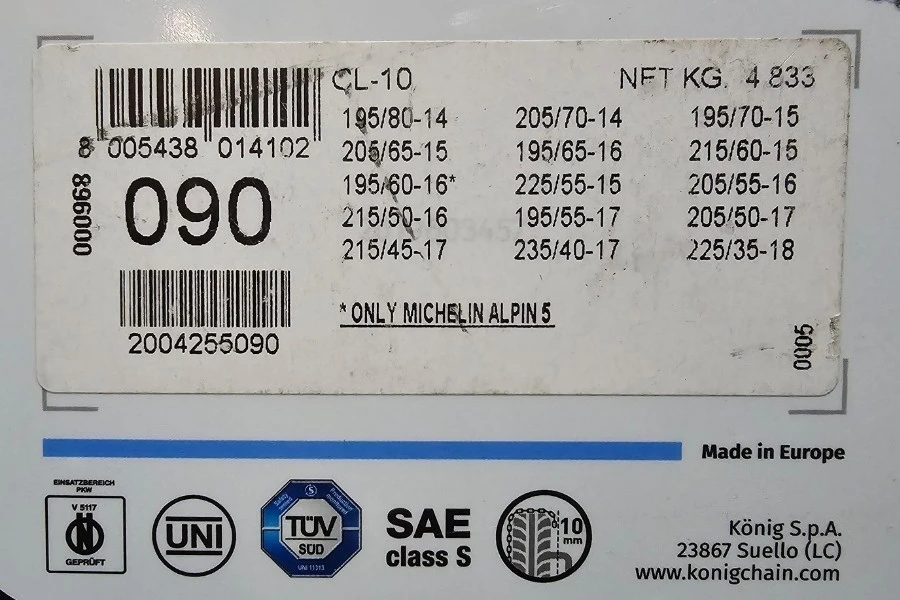 CL-10 NET KG. 4.833
195/80-14 205/70-14 195/70-15
205/65-15 195/65-16 215/60-15
195/60-16* 225/55-15 205/55-16
215/50-16 195/55-17 205/50-17
215/45-17 235/40-17 225/35-18
* ONLY MICHELIN ALPIN 5
8 005438 014102
896000
090
2004255090
0005
Made in Europe
EINSATZBEREICH
PKW
V 5117
N
GEPRÜFT
UNI
TÜV
SÜD
UNI 11313
SAE
class S
10
mm
König S.p.A.
23867 Suello (LC)
www.konigchain.com